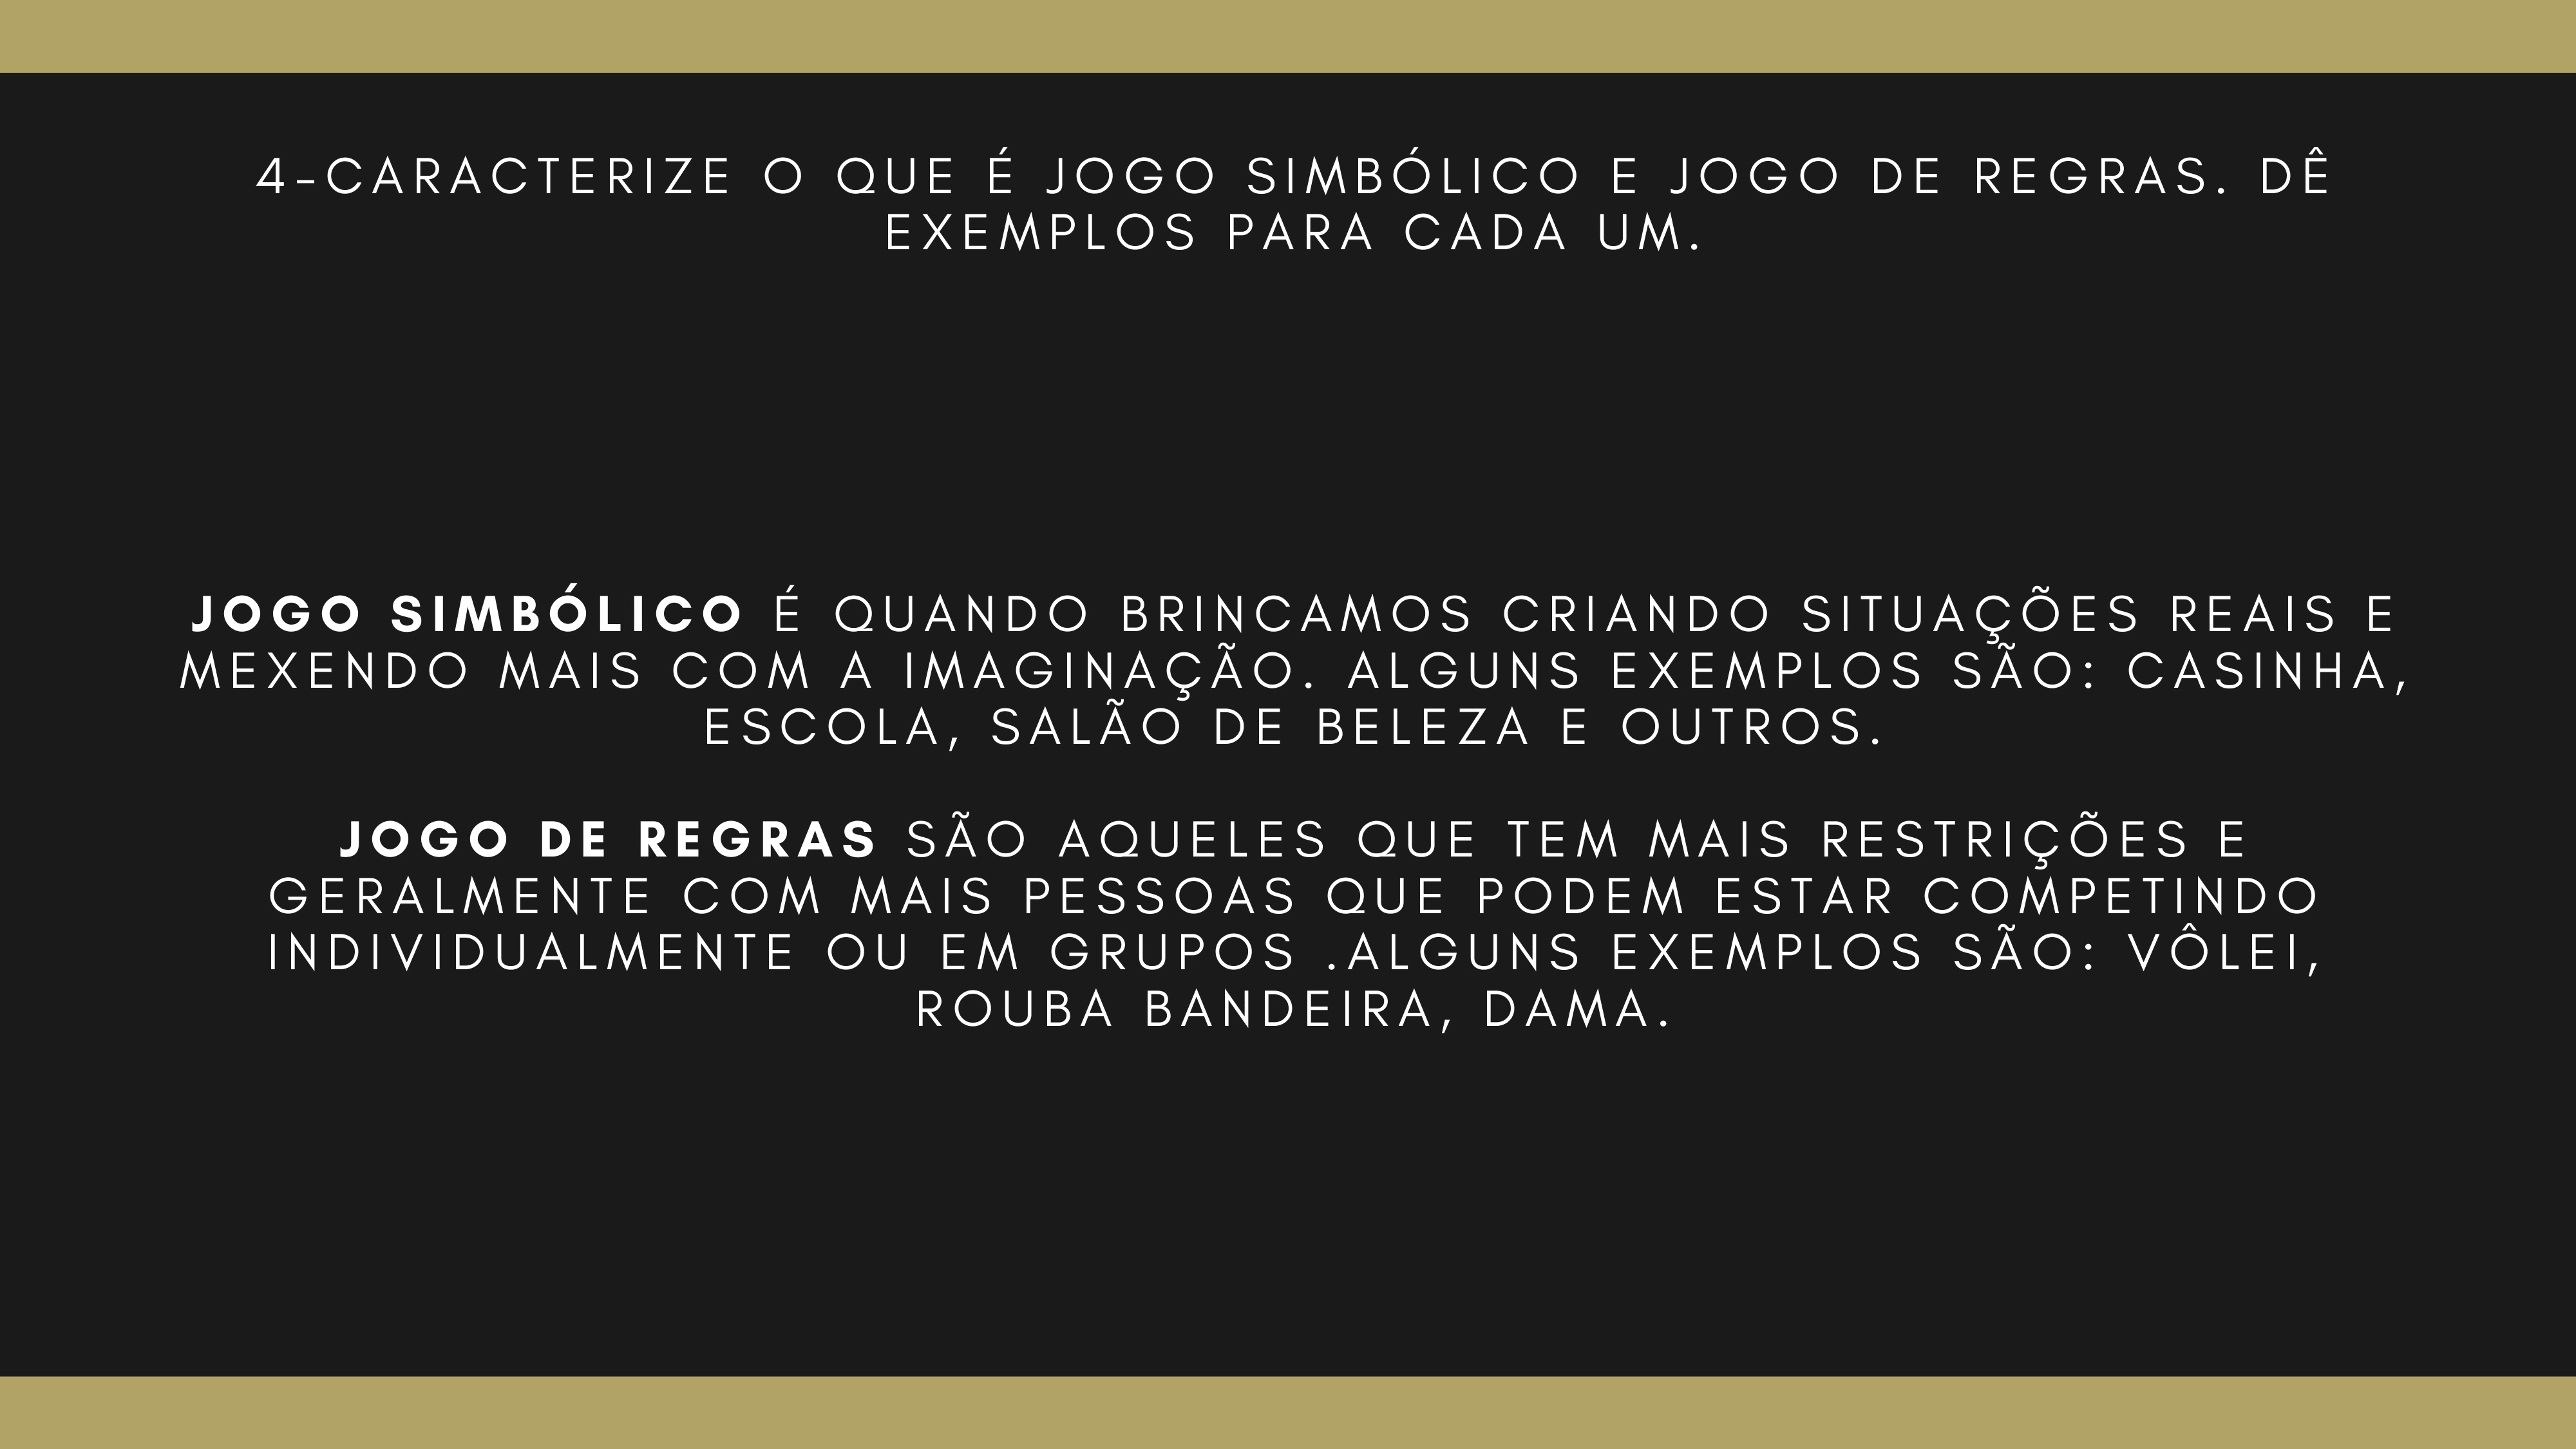 4-CARACTERIZE O QUE É JOGO SIMBÓLICO E JOGO DE REGRAS. DÊ
EXEMPLOS PARA CADA UM.
JOGO SIMBÓLICO É QUANDO BRINCAMOS CRIANDO SITUAÇÕES REAIS E
MEXENDO MAIS COM A IMAGINAÇÃO. ALGUNS EXEMPLOS SÃO: CASINHA,
ESCOLA, SALÃO DE BELEZA E OUTROS.
JOGO DE REGRAS SÃO AQUELES QUE TEM MAIS RESTRIÇÕES E
GERALMENTE COM MAIS PESSOAS QUE PODEM ESTAR COMPETINDO
INDIVIDUALMENTE OU EM GRUPOS .ALGUNS EXEMPLOS SÃO: VÔLEI,
ROUBA BANDEIRA, DAMA.